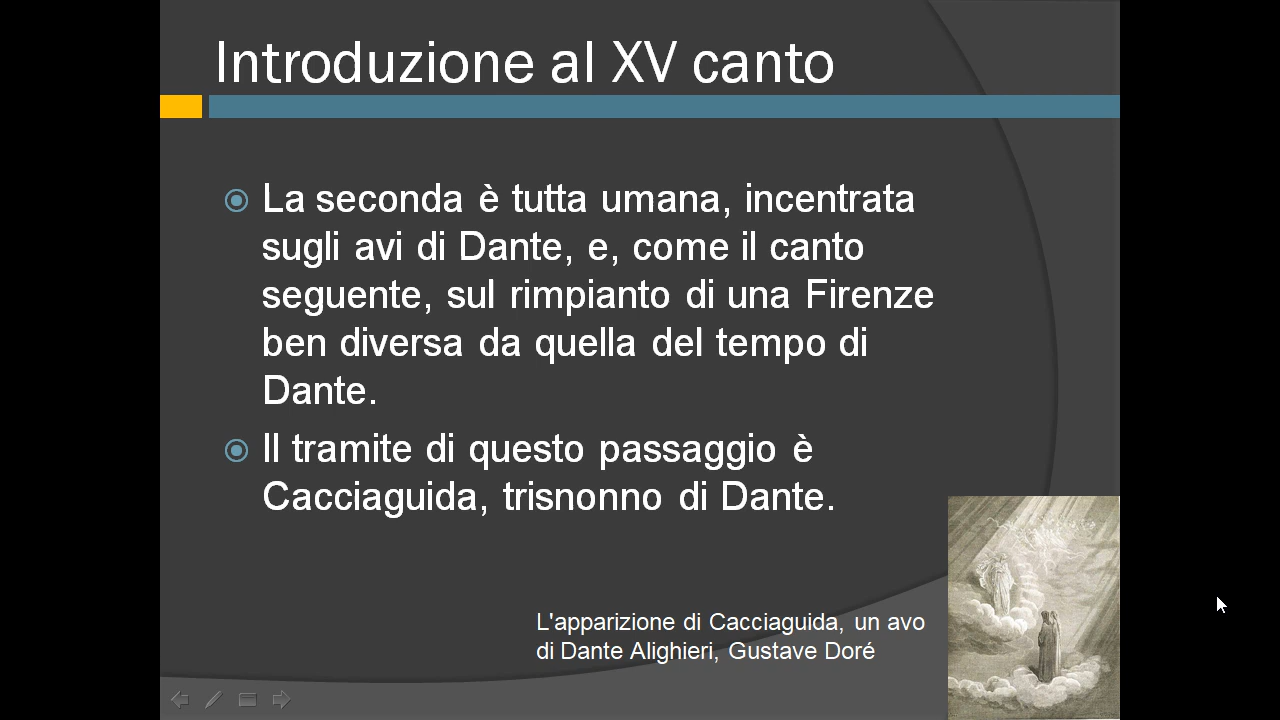 Introduzione al XV canto
La seconda è tutta umana, incentrata
sugli avi di Dante, e, come il canto
seguente, sul rimpianto di una Firenze
ben diversa da quella del tempo di
Dante.
Il tramite di questo passaggio è
Cacciaguida, trisnonno di Dante.
L'apparizione di Cacciaguida, un avo
di Dante Alighieri, Gustave Doré